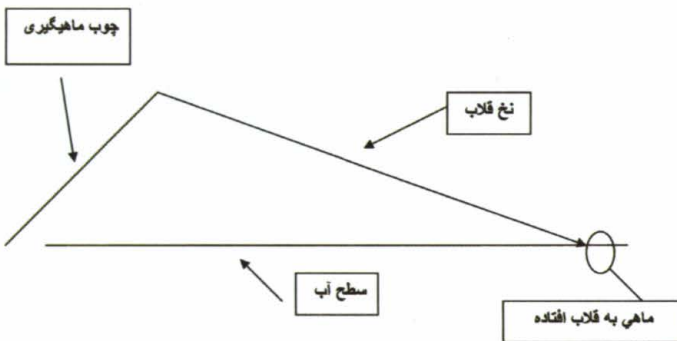 چوب ماهیگیری
نخ قلاب
سطح آب
ماهي به قلاب افتاده